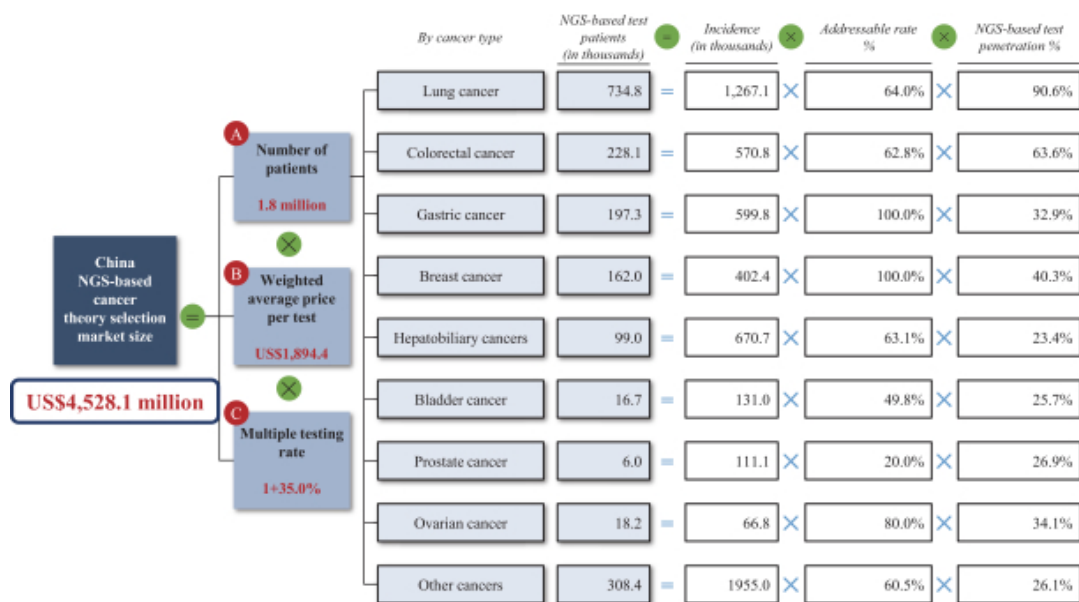 By cancer type
NGS-based test
patients
(in thousands)
=
Incidence
(in thousands)
×
Addressable rate
%
×
NGS-based test
penetration %
Lung cancer 734.8 = 1,267.1 × 64.0% × 90.6%
A
Number of
patients
1.8 million
Colorectal cancer 228.1 = 570.8 × 62.8% × 63.6%
Gastric cancer 197.3 = 599.8 × 100.0% × 32.9%
×
China
NGS-based
cancer
theory selection
market size
=
US$4,528.1 million
B
Weighted
average price
per test
US$1,894.4
Breast cancer 162.0 = 402.4 × 100.0% × 40.3%
Hepatobiliary cancers 99.0 = 670.7 × 63.1% × 23.4%
×
C
Multiple testing
rate
1+35.0%
Bladder cancer 16.7 = 131.0 × 49.8% × 25.7%
Prostate cancer 6.0 = 111.1 × 20.0% × 26.9%
Ovarian cancer 18.2 = 66.8 × 80.0% × 34.1%
Other cancers 308.4 = 1955.0 × 60.5% × 26.1%